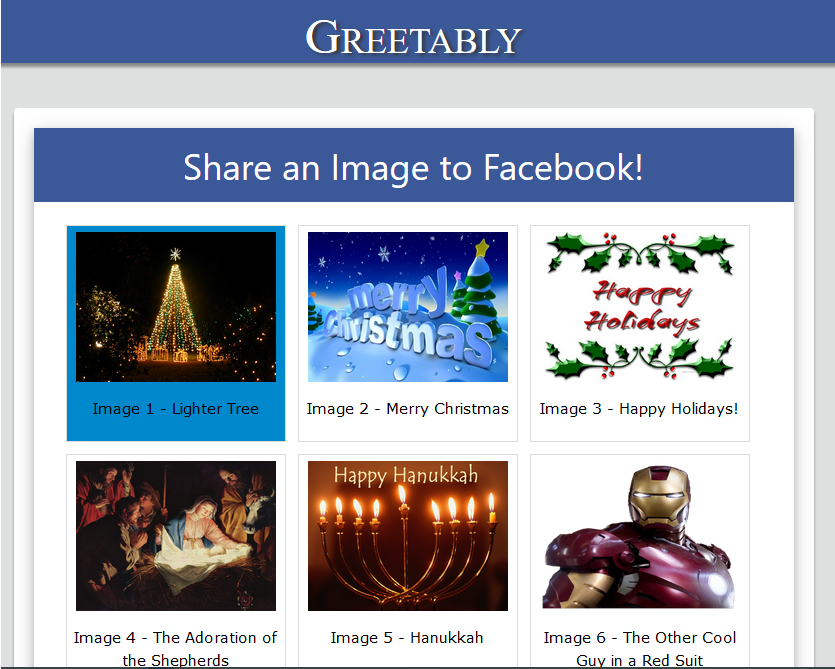 GREETABLY
Share an Image to Facebook!
merry
christmas
Happy
Holidays
Image 1 - Lighter Tree
Image 2 - Merry Christmas
Image 3 - Happy Holidays!
Happy Hanukkah
Image 4 - The Adoration of
the Shepherds
Image 5 - Hanukkah
Image 6 - The Other Cool
Guy in a Red Suit